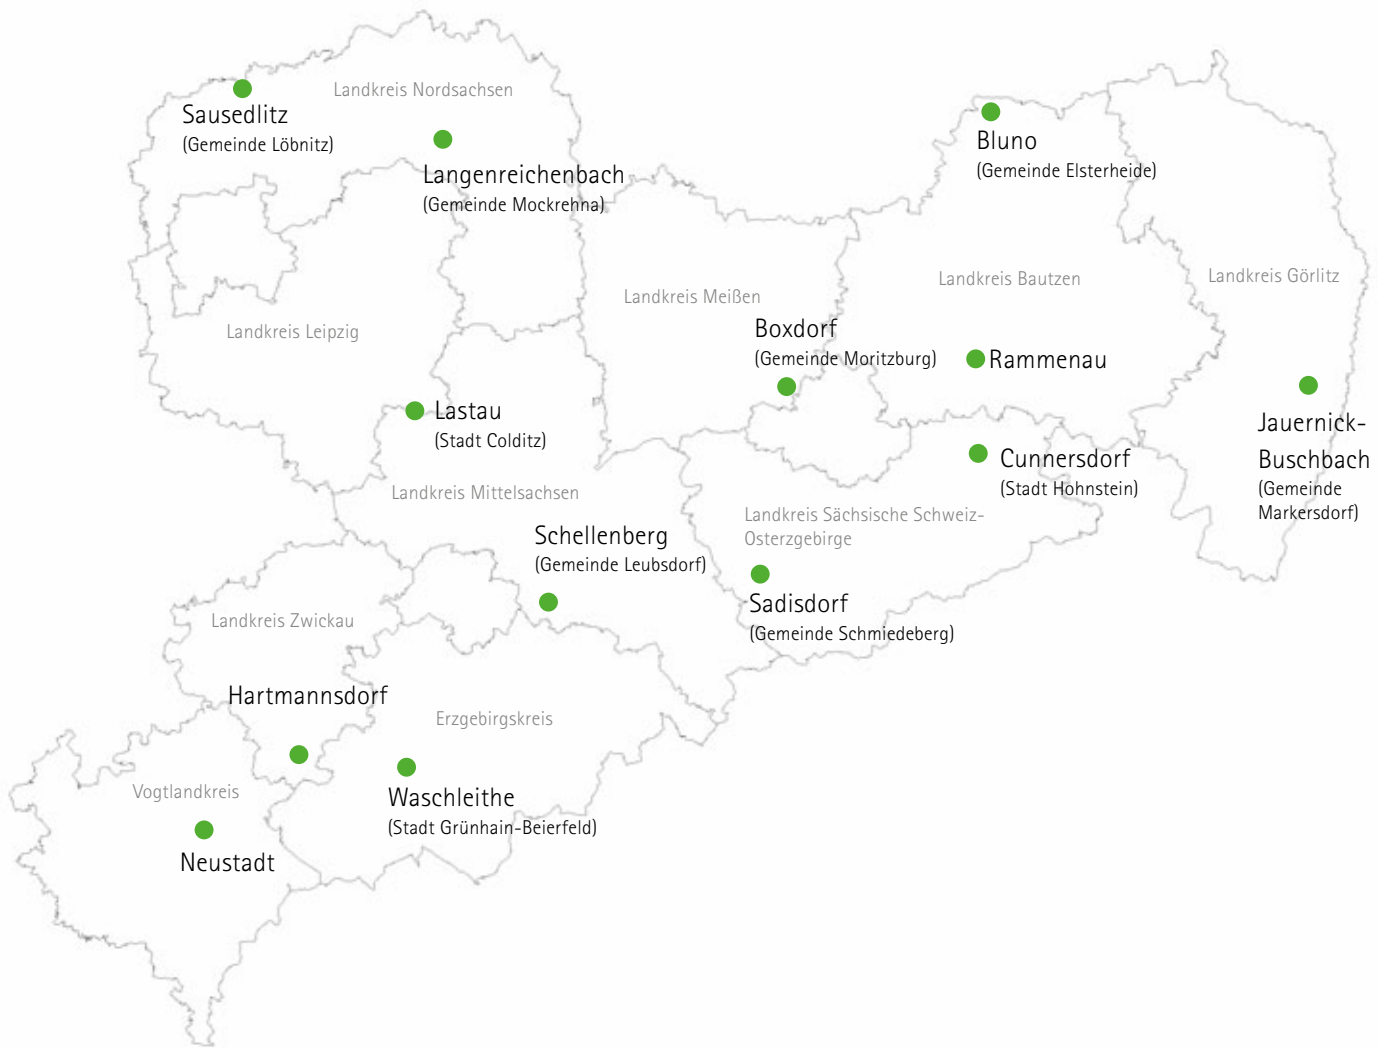 Landkreis Nordsachsen
Sausedlitz
(Gemeinde Löbnitz)
Langenreichenbach
(Gemeinde Mockrehna)
Bluno
(Gemeinde Elsterheide)
Landkreis Bautzen
Landkreis Görlitz
Landkreis Meißen
Landkreis Leipzig
Boxdorf
(Gemeinde Moritzburg)
Rammenau
Lastau
(Stadt Colditz)
Jauernick-
Buschbach
(Gemeinde
Markersdorf)
Cunnersdorf
(Stadt Hohnstein)
Landkreis Mittelsachsen
Landkreis Sächsische Schweiz-
Osterzgebirge
Schellenberg
(Gemeinde Leubsdorf)
Sadisdorf
(Gemeinde Schmiedeberg)
Landkreis Zwickau
Hartmannsdorf
Erzgebirgskreis
Vogtlandkreis
Waschleithe
(Stadt Grünhain-Beierfeld)
Neustadt